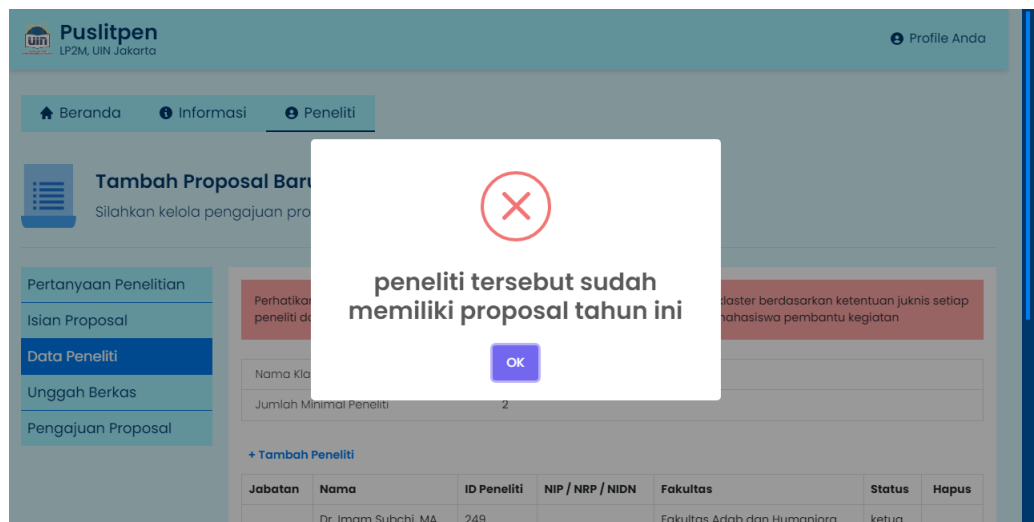 Puslitpen
LP2M, UIN Jakarta
Profile Anda
Beranda Informasi Peneliti
Tambah Proposal Baru
Silahkan kelola pengajuan pro
peneliti tersebut sudah
memiliki proposal tahun ini
OK
Pertanyaan Penelitian
Isian Proposal
Data Peneliti
Unggah Berkas
Pengajuan Proposal
Perhatikan klaster berdasarkan ketentuan juknis setiap
peneliti mahasiswa pembantu kegiatan
Nama Kla
Jumlah Minimal Peneliti 2
+ Tambah Peneliti
Jabatan Nama ID Peneliti NIP / NRP / NIDN Fakultas Status Hapus
Dr. Imam Subchi, MA 249 Fakultas Adab dan Humaniora ketua